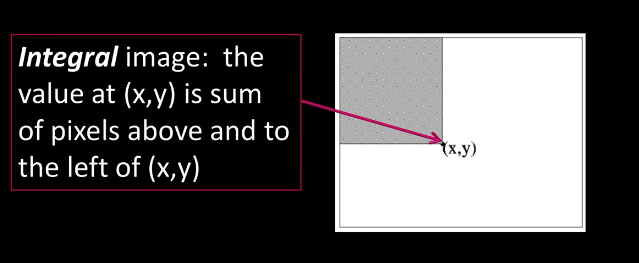 Integral image: the
value at (x,y) is sum
of pixels above and to
the left of (x,y)
(x,y)